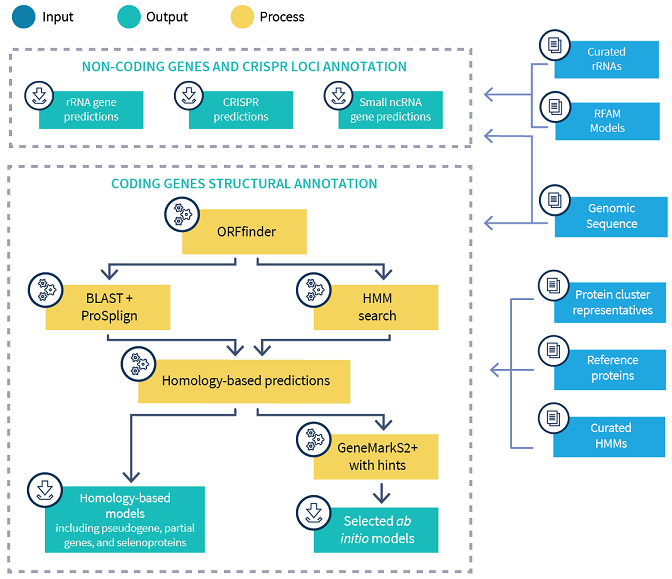 Input
Output
Process
NON-CODING GENES AND CRISPR LOCI ANNOTATION
rRNA gene
predictions
CRISPR
predictions
Small ncRNA
gene predictions
Curated
rRNAs
RFAM
Models
Genomic
Sequence
CODING GENES STRUCTURAL ANNOTATION
ORFfinder
BLAST +
ProSplign
HMM
search
Homology-based predictions
GeneMarkS2+
with hints
Homology-based
models
including pseudogene, partial
genes, and selenoproteins
Selected ab
initio models
Protein cluster
representatives
Reference
proteins
Curated
HMMs